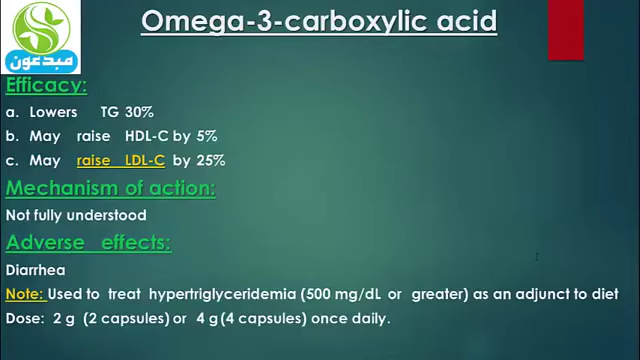 Omega-3-carboxylic acid
مبدعون
Efficacy:
a. Lowers TG 30%
b. May raise HDL-C by 5%
c. May raise LDL-C by 25%
Mechanism of action:
Not fully understood
Adverse effects:
Diarrhea
Note: Used to treat hypertriglyceridemia (500 mg/dL or greater) as an adjunct to diet
Dose: 2 g (2 capsules) or 4 g (4 capsules) once daily.